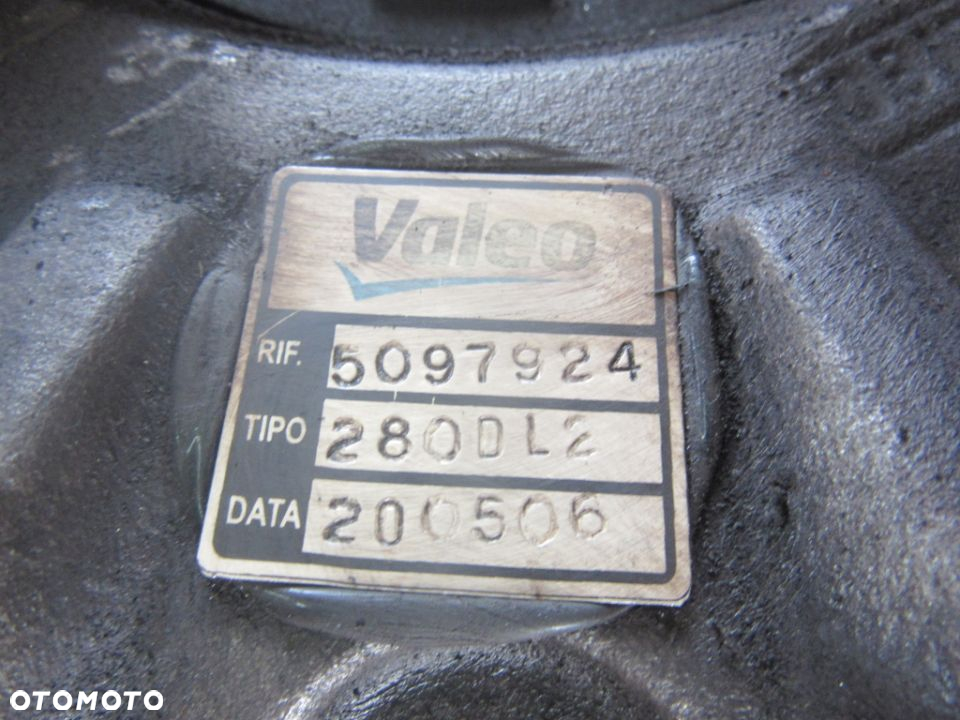 Valeo
RIF. 5097924
TIPO 280DL2
DATA 200506
OTOMOTO